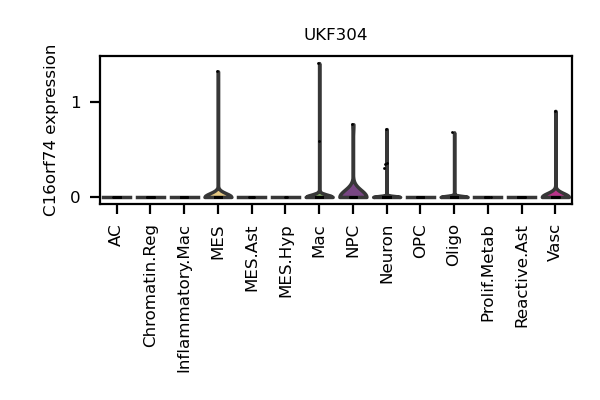 UKF304
C16orf74 expression
1
0
AC
Chromatin.Reg
Inflammatory.Mac
MES
MES.Ast
MES.Hyp
Mac
NPC
Neuron
OPC
Oligo
Prolif.Metab
Reactive.Ast
Vasc